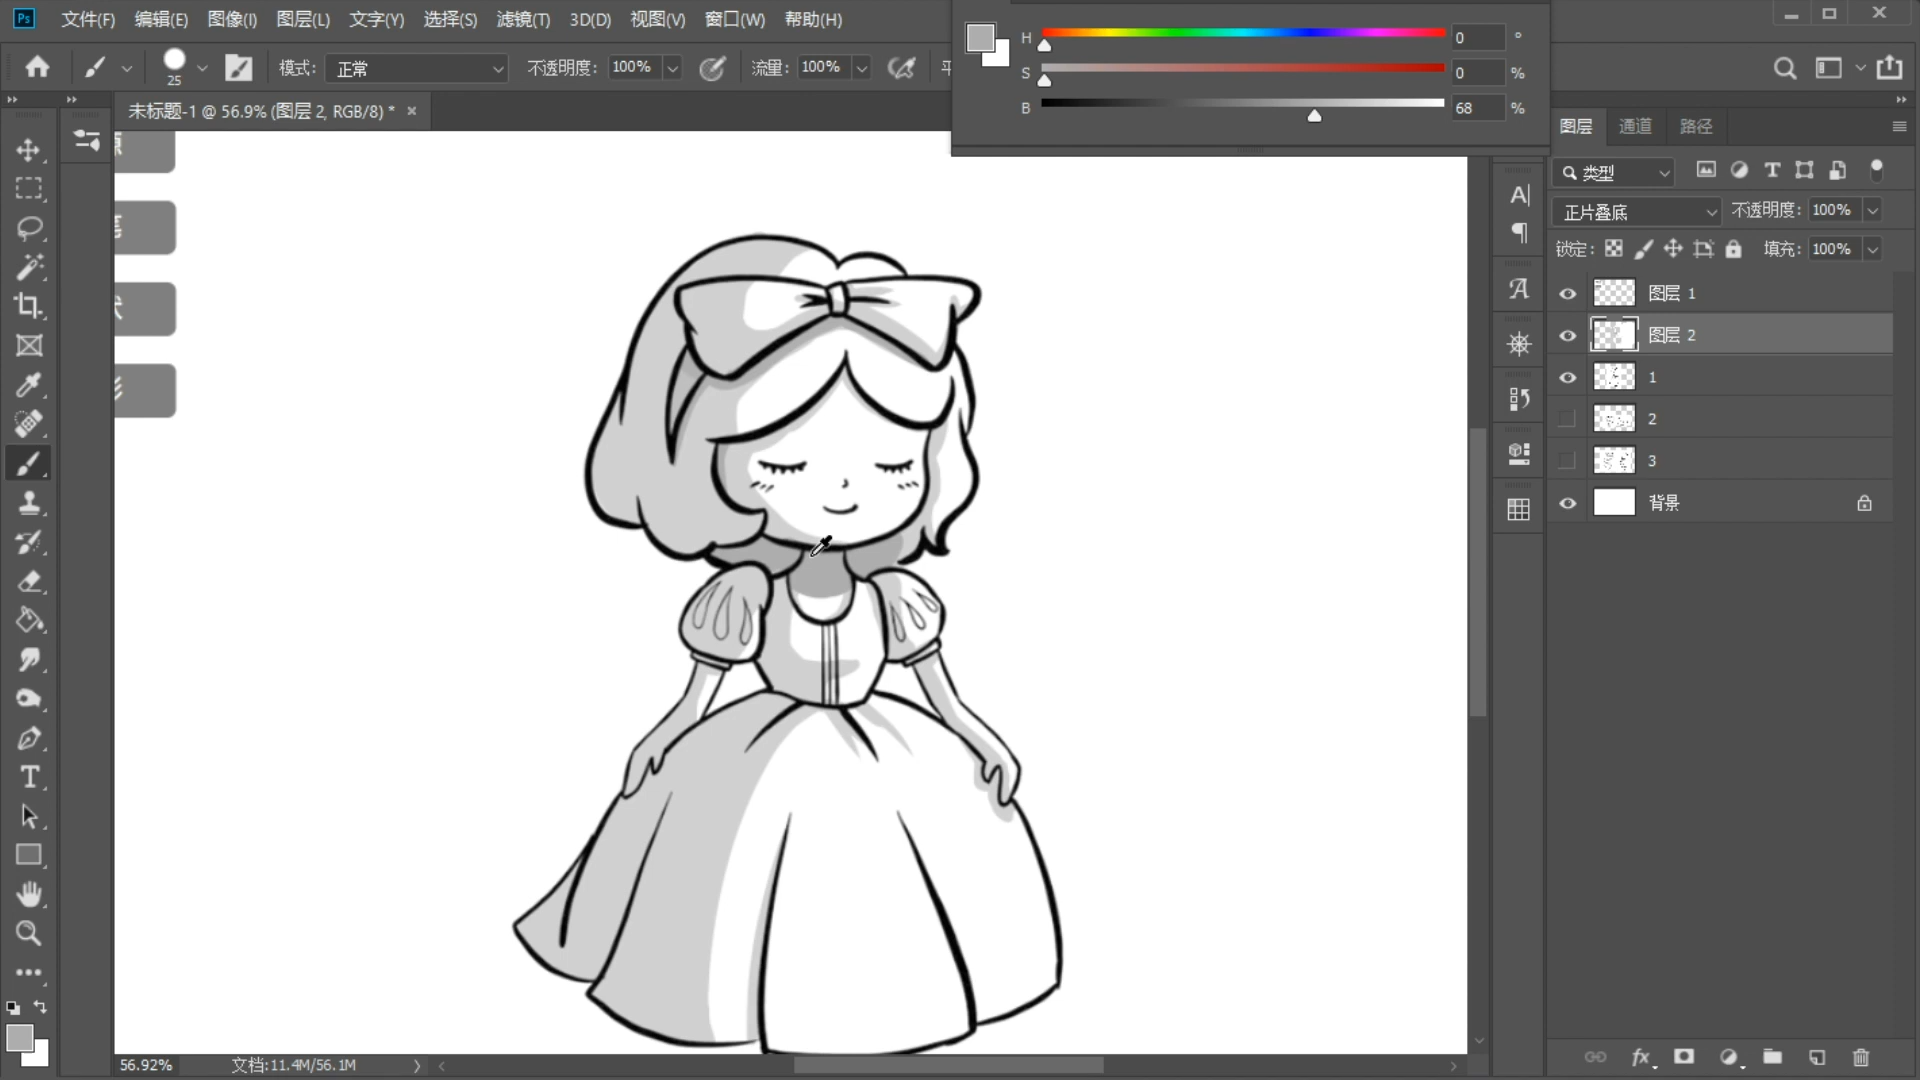 Ps 文件(F) 编辑(E) 图像(I) 图层(L) 文字(Y) 选择(S) 滤镜(T) 3D(D) 视图(V) 窗口(W) 帮助(H)
25 模式: 正常 不透明度: 100% 流量: 100%
H 0 °
S 0 %
B 68 %
未标题-1 @ 56.9% (图层 2, RGB/8) * ×
图层 通道 路径
类型
正片叠底 不透明度: 100%
锁定: 填充: 100%
图层 1
图层 2
1
2
3
背景
56.92% 文档:11.4M/56.1M